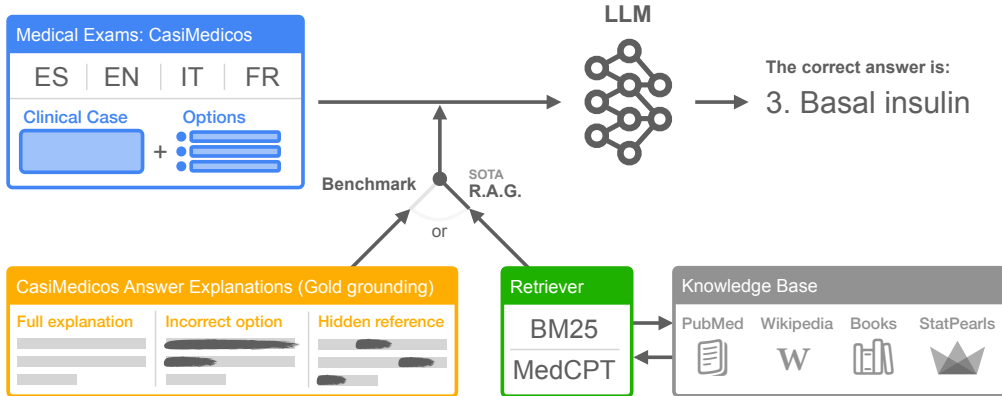 Medical Exams: CasiMedicos
ES EN IT FR
Clinical Case
Options
+
LLM
The correct answer is:
3. Basal insulin
Benchmark
SOTA
R.A.G.
or
CasiMedicos Answer Explanations (Gold grounding)
Full explanation
Incorrect option
Hidden reference
Retriever
BM25
MedCPT
Knowledge Base
PubMed
Wikipedia
W
Books
StatPearls